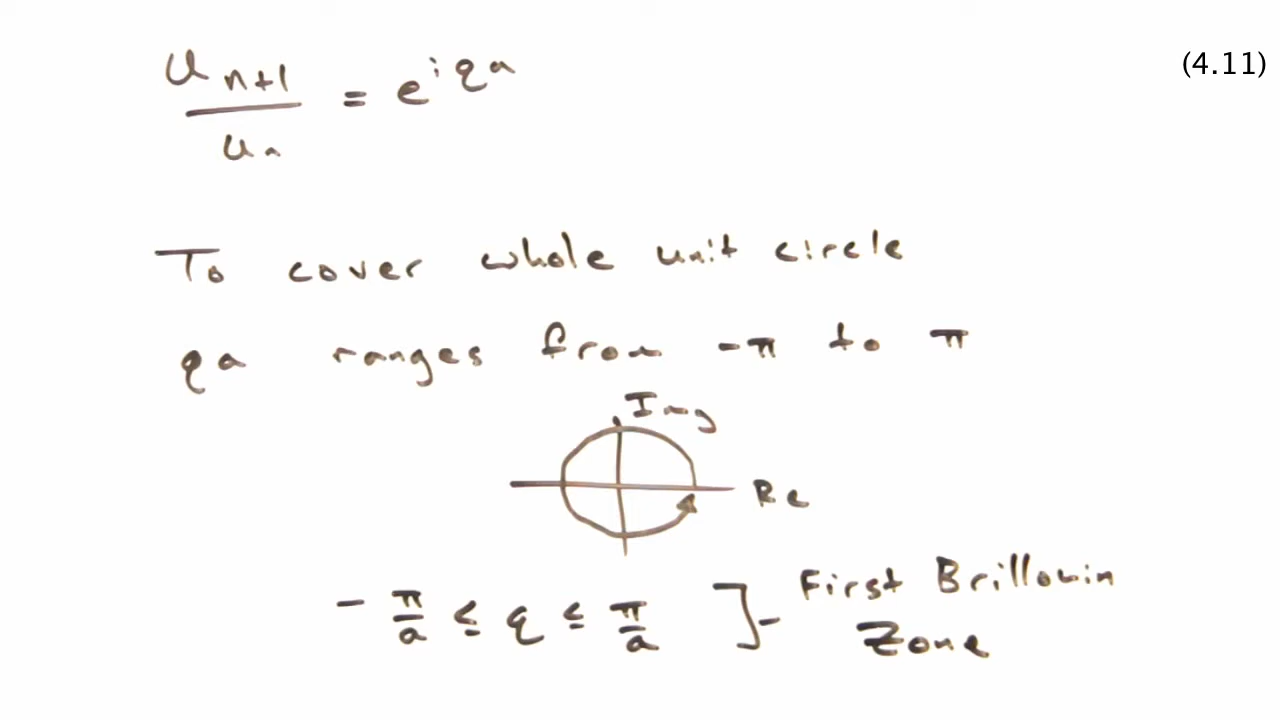 u_{n+1} / u_n = e^{iqa} (4.11)
To cover whole unit circle
qa ranges from -π to π
Img
Re
-π/a ≤ q ≤ π/a ]- First Brillouin
Zone